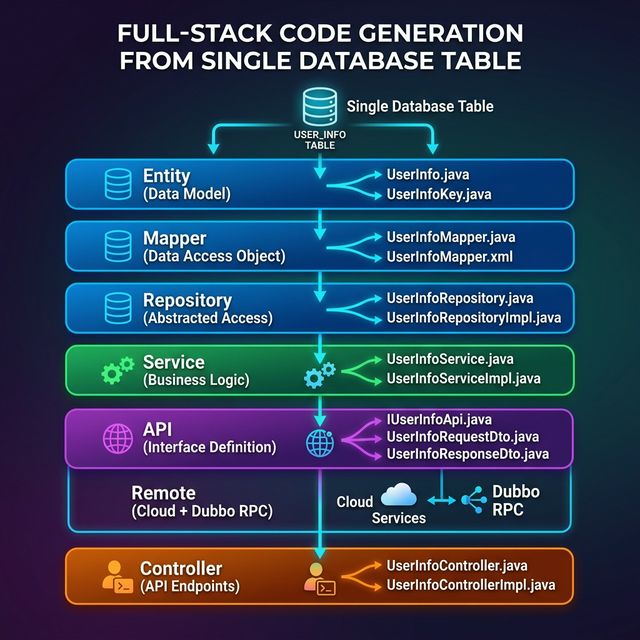 FULL-STACK CODE GENERATION
FROM SINGLE DATABASE TABLE
Single Database Table
USER_INFO
TABLE
Entity
(Data Model)
UserInfo.java
UserInfoKey.java
Mapper
(Data Access Object)
UserInfoMapper.java
UserInfoMapper.xml
Repository
(Abstracted Access)
UserInfoRepository.java
UserInfoRepositoryImpl.java
Service
(Business Logic)
UserInfoService.java
UserInfoServiceImpl.java
API
(Interface Definition)
IUserInfoApi.java
UserInfoRequestDto.java
UserInfoResponseDto.java
Remote
(Cloud + Dubbo RPC)
Cloud
Services
Dubbo
RPC
Controller
(API Endpoints)
UserInfoController.java
UserInfoControllerImpl.java